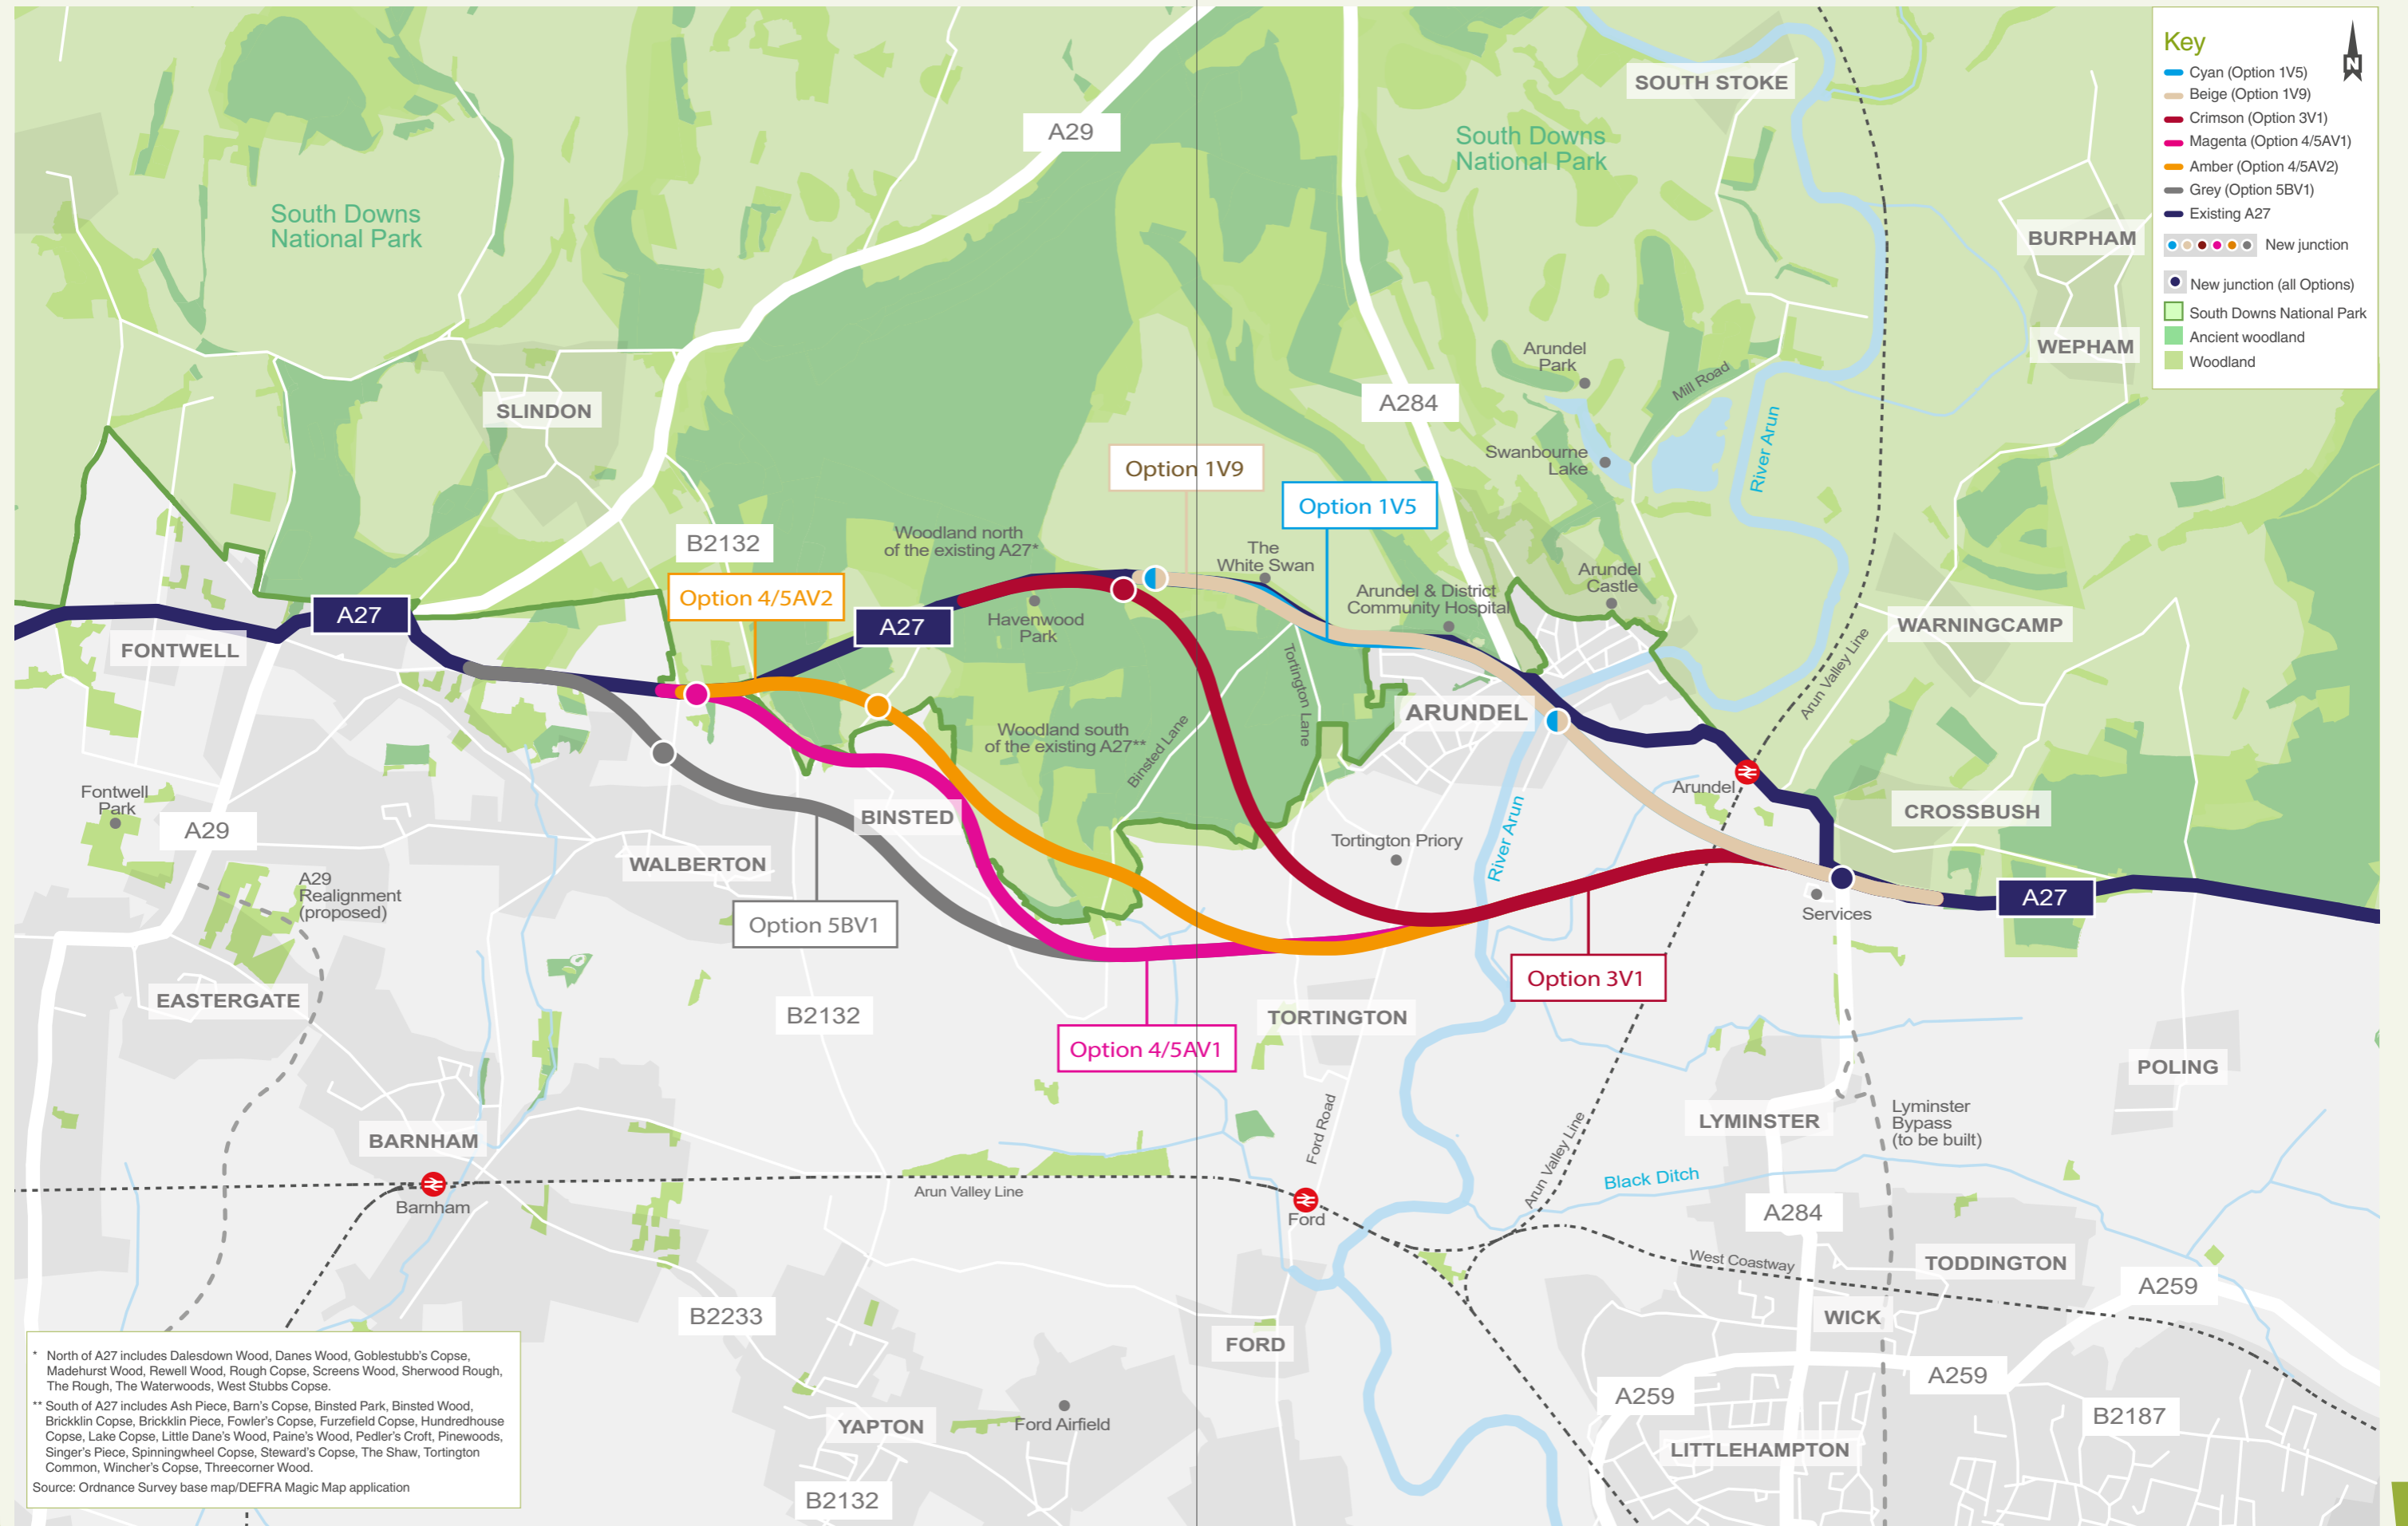 Key
N
Cyan (Option 1V5)
Beige (Option 1V9)
Crimson (Option 3V1)
Magenta (Option 4/5AV1)
Amber (Option 4/5AV2)
Grey (Option 5BV1)
Existing A27
New junction
New junction (all Options)
South Downs National Park
Ancient woodland
Woodland
SOUTH STOKE
A29
South Downs
National Park
South Downs
National Park
BURPHAM
WEPHAM
Arundel
Park
Mill Road
A284
SLINDON
River Arun
Swanbourne
Lake
Option 1V9
Option 1V5
B2132
Woodland north
of the existing A27*
The
White Swan
Arundel & District
Community Hospital
Arundel
Castle
Option 4/5AV2
A27
A27
Havenwood
Park
FONTWELL
WARNINGCAMP
Arun Valley Line
Tortington Lane
ARUNDEL
Woodland south
of the existing A27**
Binsted Lane
Arundel
Fontwell
Park
A29
BINSTED
CROSSBUSH
Tortington Priory
River Arun
WALBERTON
A29
Realignment
(proposed)
A27
Services
Option 5BV1
Option 3V1
EASTERGATE
B2132
TORTINGTON
Option 4/5AV1
POLING
Lyminster
Bypass
(to be built)
LYMINSTER
BARNHAM
Ford Road
Arun Valley Line
Black Ditch
Barnham
Arun Valley Line
Ford
A284
West Coastway
TODDINGTON
A259
B2233
WICK
FORD
A259
A259
B2187
YAPTON
Ford Airfield
LITTLEHAMPTON
B2132
* North of A27 includes Dalesdown Wood, Danes Wood, Goblestubb's Copse,
Madehurst Wood, Rewell Wood, Rough Copse, Screens Wood, Sherwood Rough,
The Rough, The Waterwoods, West Stubbs Copse.
** South of A27 includes Ash Piece, Barn's Copse, Binsted Park, Binsted Wood,
Brickklin Copse, Brickklin Piece, Fowler's Copse, Furzefield Copse, Hundredhouse
Copse, Lake Copse, Little Dane's Wood, Paine's Wood, Pedler's Croft, Pinewoods,
Singer's Piece, Spinningwheel Copse, Steward's Copse, The Shaw, Tortington
Common, Wincher's Copse, Threecorner Wood.
Source: Ordnance Survey base map/DEFRA Magic Map application